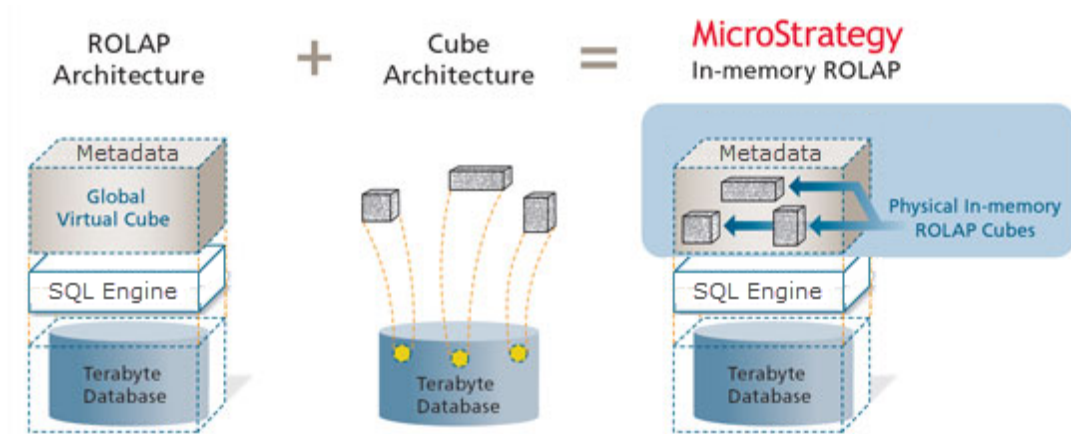 ROLAP
Architecture
+
Cube
Architecture
=
MicroStrategy
In-memory ROLAP
Metadata
Global
Virtual Cube
SQL Engine
Terabyte
Database
Terabyte
Database
Metadata
Physical In-memory
ROLAP Cubes
SQL Engine
Terabyte
Database